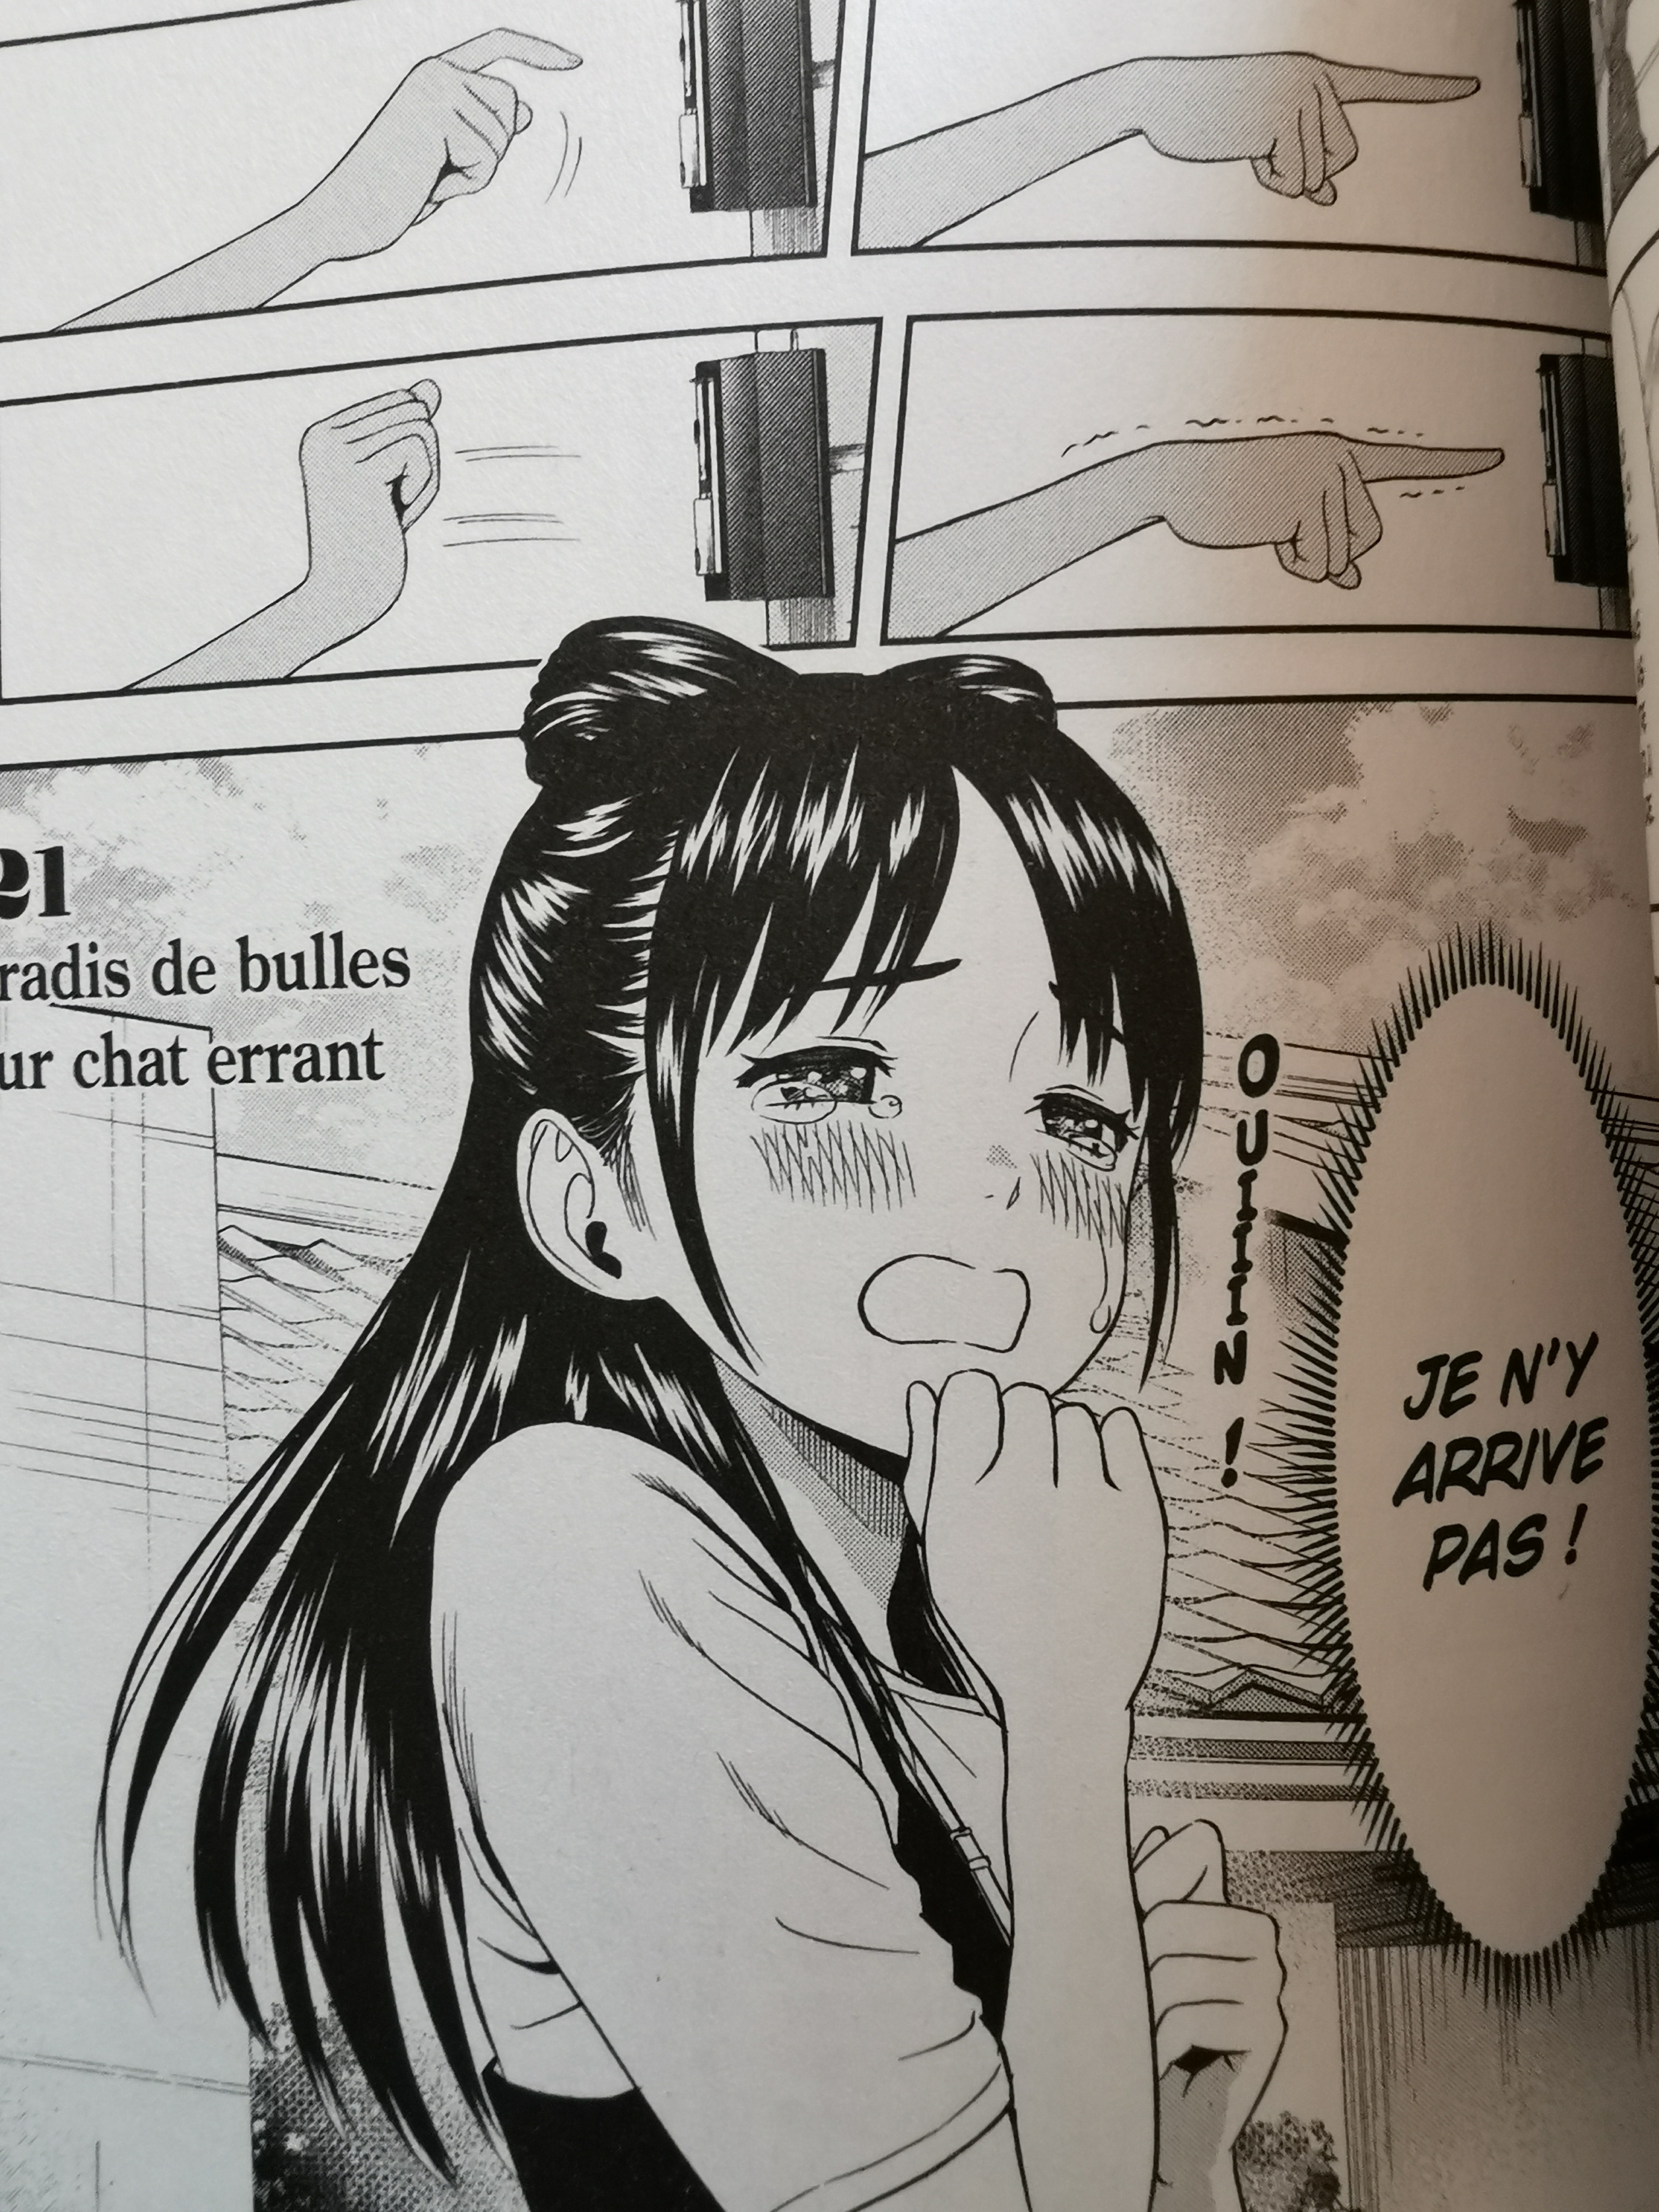 JE N'Y
ARRIVE
PAS !
OUIIIN !
21
radis de bulles
ur chat errant